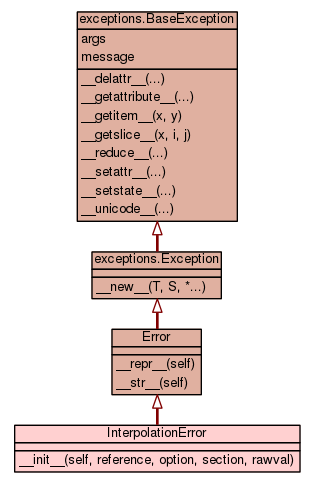 exceptions.BaseException
args
message
__delattr__(...)
__getattribute__(...)
__getitem__(x, y)
__getslice__(x, i, j)
__reduce__(...)
__setattr__(...)
__setstate__(...)
__unicode__(...)
exceptions.Exception
__new__(T, S, *...)
Error
__repr__(self)
__str__(self)
InterpolationError
__init__(self, reference, option, section, rawval)